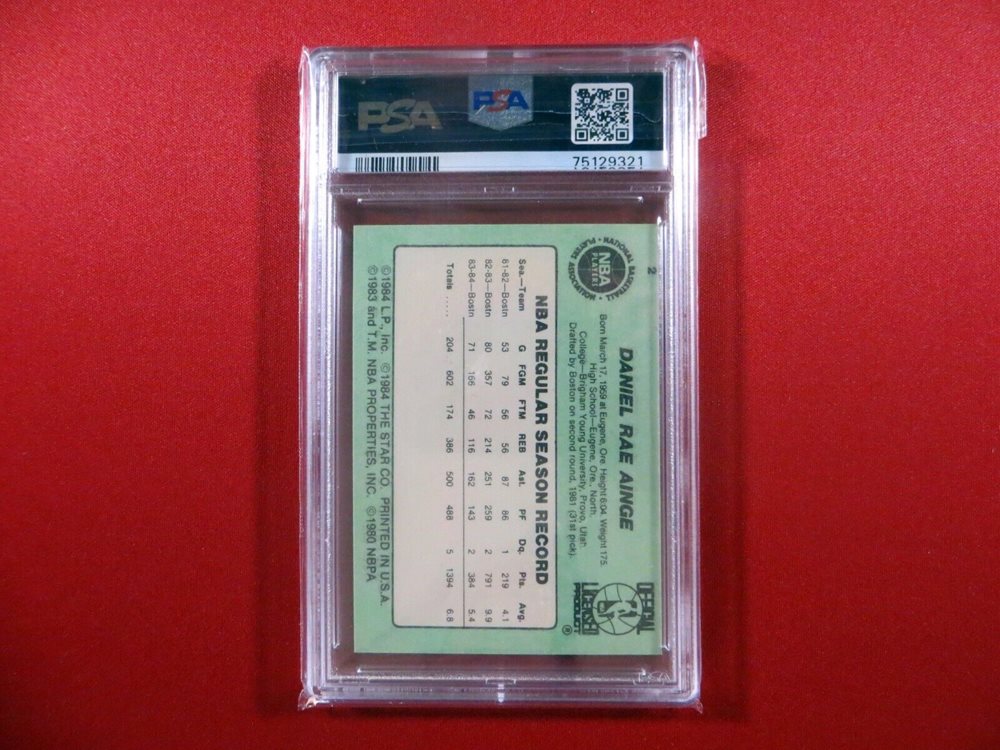 PSA
PSA
75129321
2
NATIONAL BASKETBALL PLAYERS ASSOCIATION
NBA
PLAYERS
DANIEL RAE AINGE
Born March 17, 1959 at Eugene, Ore. Height 6:04. Weight 175.
High School—Eugene, Ore., North.
College—Brigham Young University, Provo, Utah
Drafted by Boston on second round, 1981 (31st pick).
OFFICIAL
LICENSED
PRODUCT
®
NBA REGULAR SEASON RECORD
Sea.—Team G FGM FTM REB Ast. PF Dq. Pts. Avg.
81-82—Bostn 53 79 56 56 87 86 1 219 4.1
82-83—Bostn 80 357 72 214 251 259 2 791 9.9
83-84—Bostn 71 166 46 116 162 143 2 384 5.4
Totals ..... 204 602 174 386 500 488 5 1394 6.8
©1984 L.P., Inc. ©1984 THE STAR CO. PRINTED IN U.S.A.
©1983 and T.M. NBA PROPERTIES, INC. ©1980 NBPA